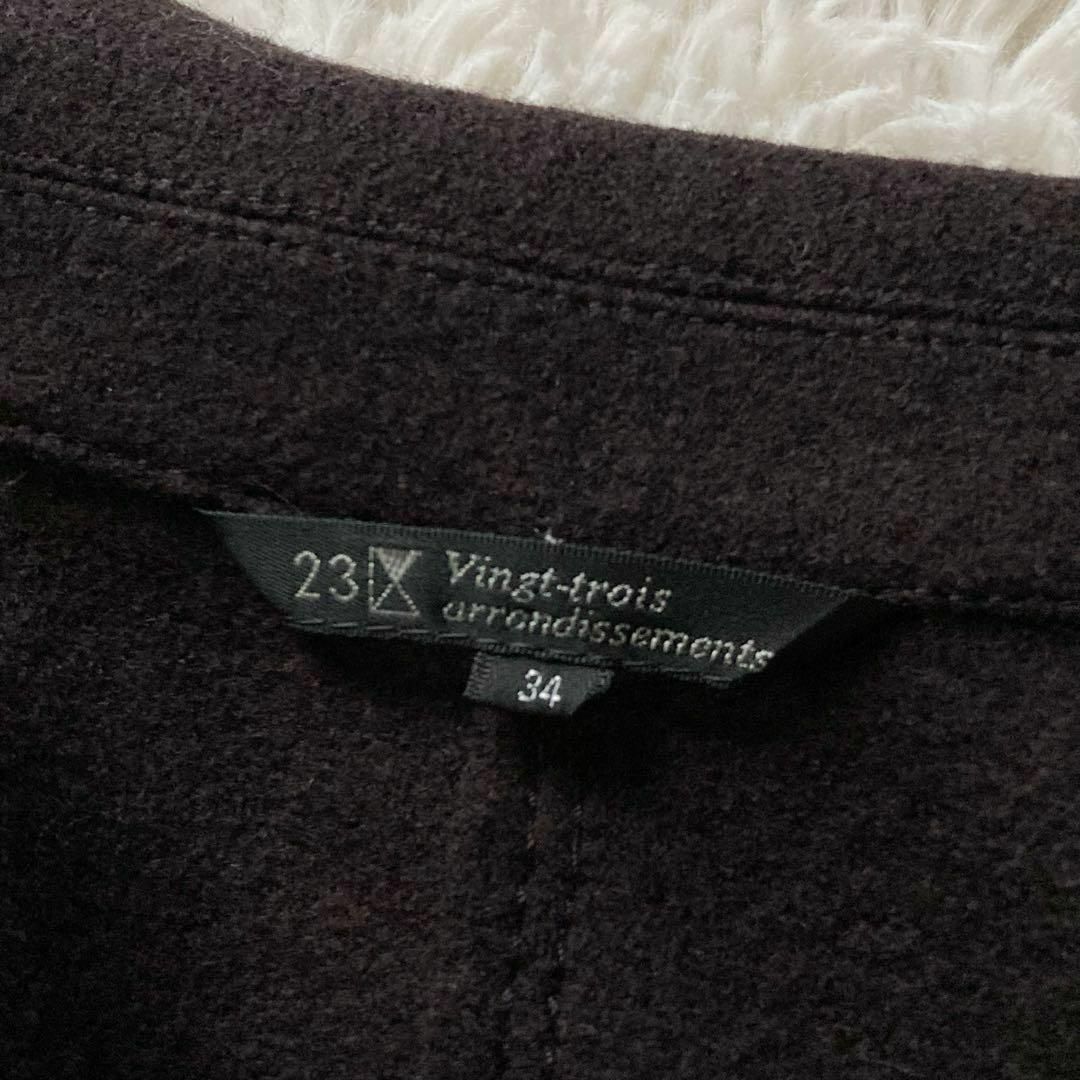 23 Vingt-trois
arrondissements
34